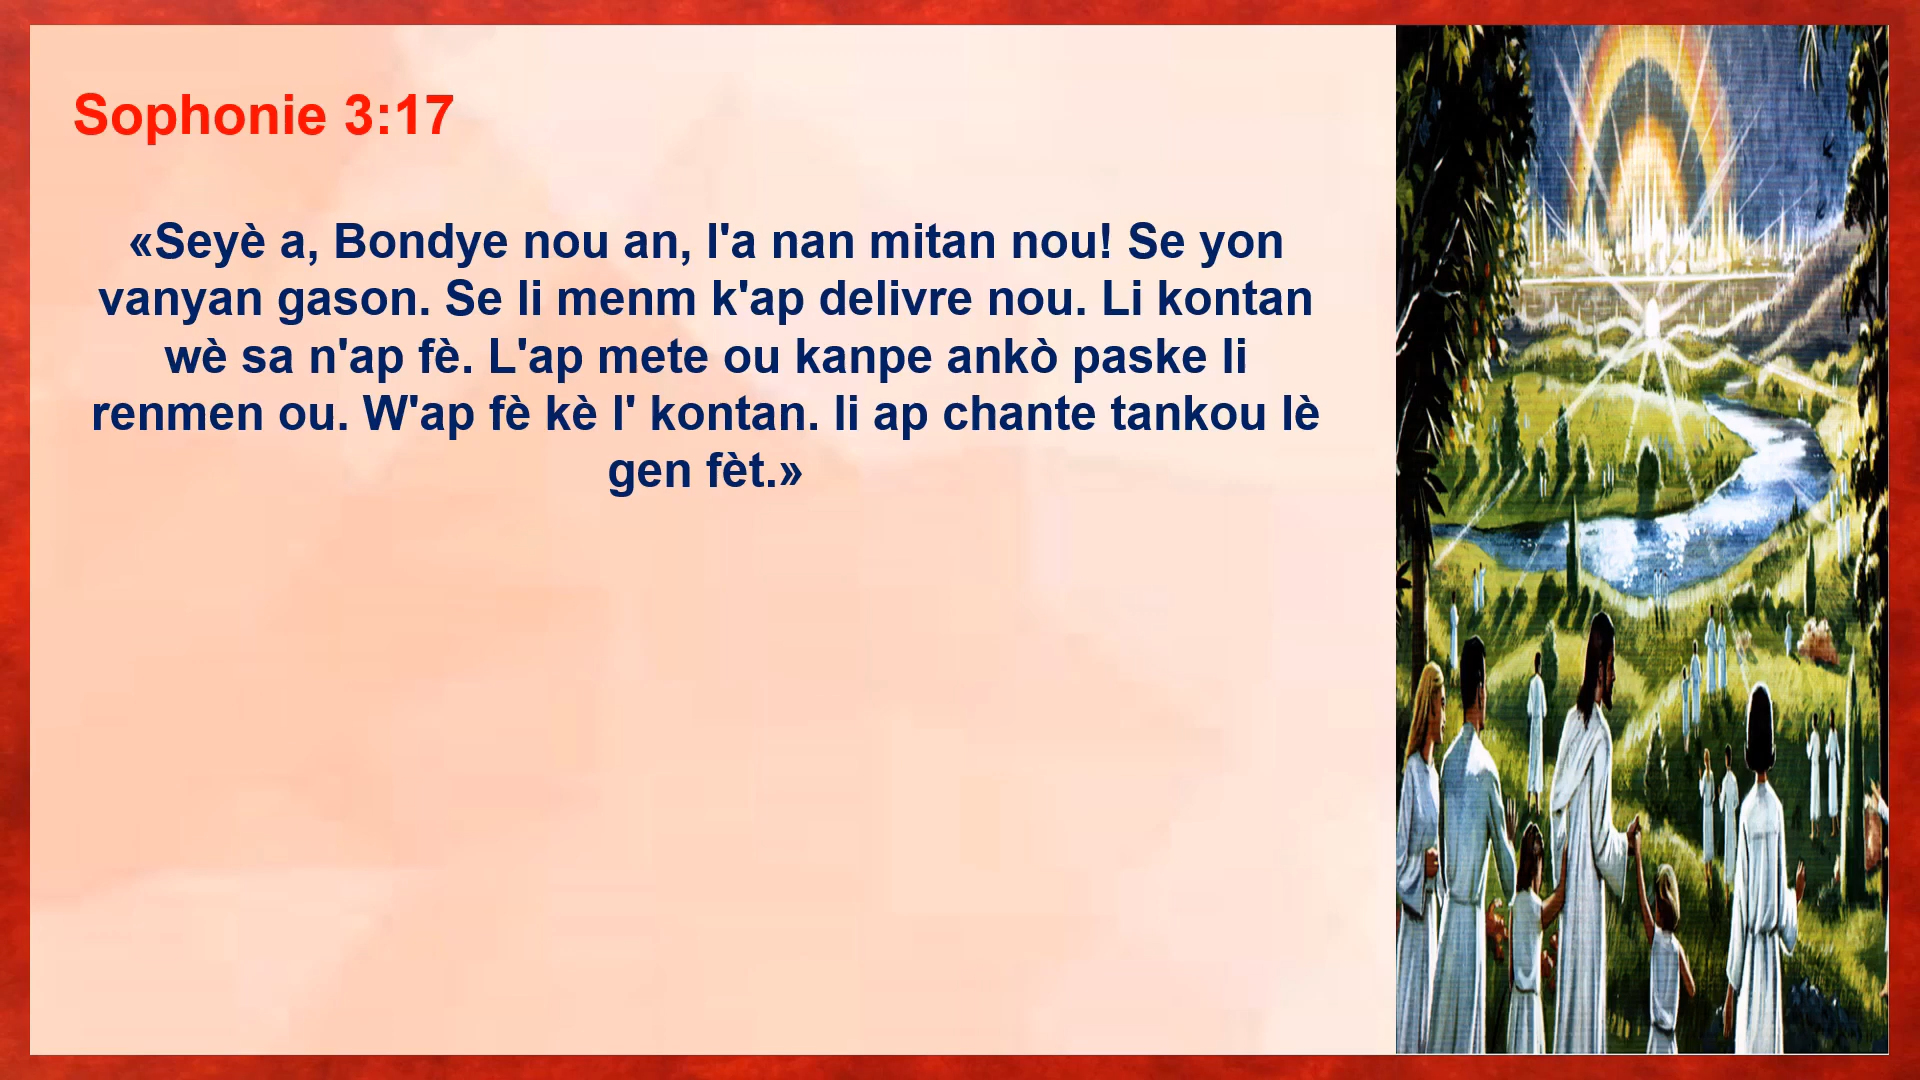 Sophonie 3:17
«Seyè a, Bondye nou an, l'a nan mitan nou! Se yon
vanyan gason. Se li menm k'ap delivre nou. Li kontan
wè sa n'ap fè. L'ap mete ou kanpe ankò paske li
renmen ou. W'ap fè kè l' kontan. li ap chante tankou lè
gen fèt.»